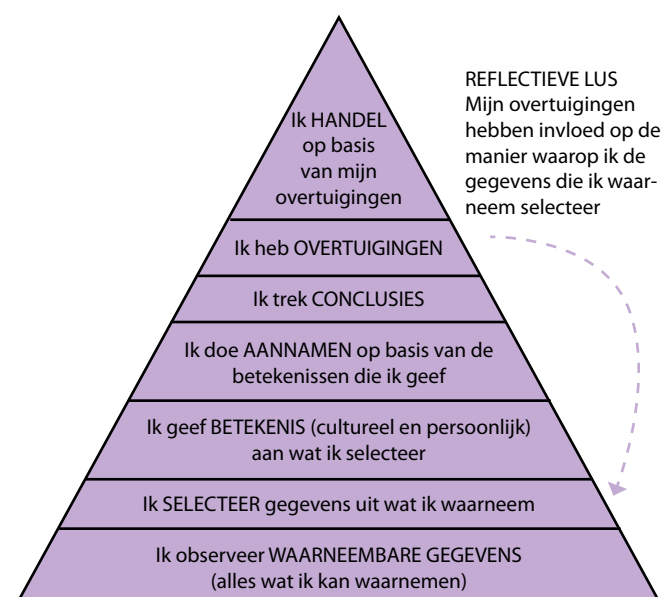 Ik HANDEL
op basis
van mijn
overtuigingen
REFLECTIEVE LUS
Mijn overtuigingen
hebben invloed op de
manier waarop ik de
gegevens die ik waar-
neem selecteer
Ik heb OVERTUIGINGEN
Ik trek CONCLUSIES
Ik doe AANNAMEN op basis van de
betekenissen die ik geef
Ik geef BETEKENIS (cultureel en persoonlijk)
aan wat ik selecteer
Ik SELECTEER gegevens uit wat ik waarneem
Ik observeer WAARNEEMBARE GEGEVENS
(alles wat ik kan waarnemen)